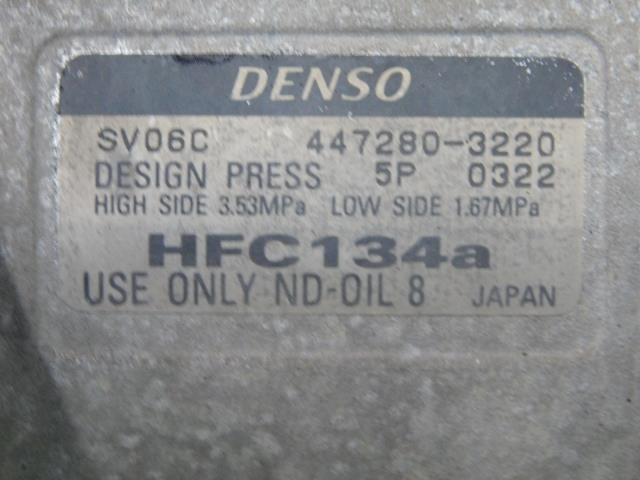 DENSO
SV06C 447280-3220
DESIGN PRESS 5P 0322
HIGH SIDE 3.53MPa LOW SIDE 1.67MPa
HFC134a
USE ONLY ND-OIL 8 JAPAN